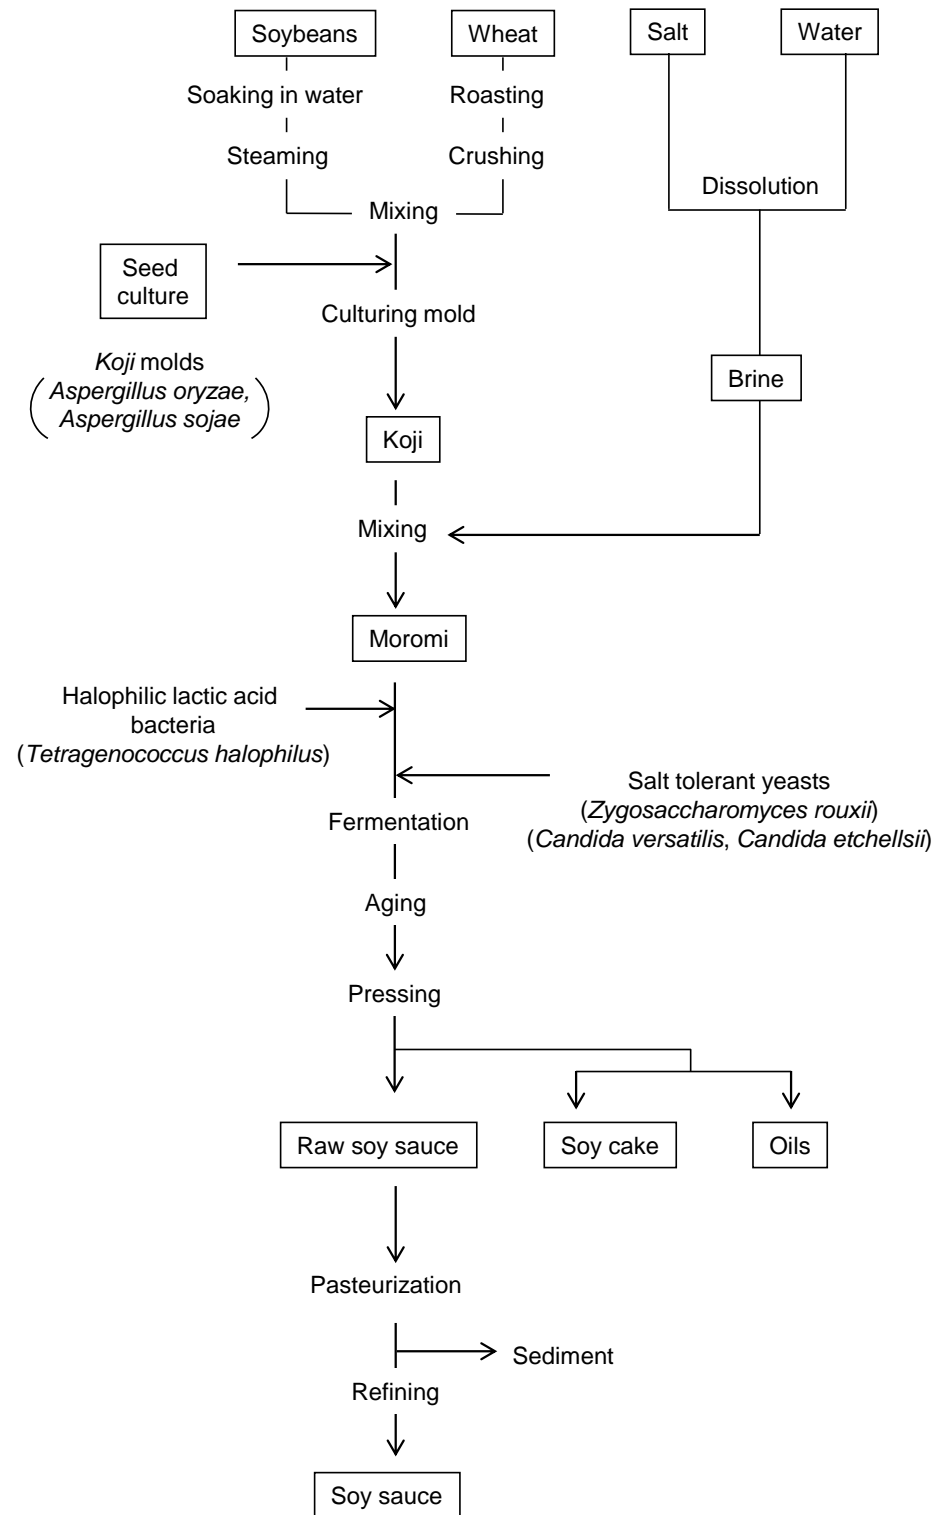 Soybeans
Wheat
Salt
Water
Soaking in water
Roasting
Steaming
Crushing
Dissolution
Mixing
Seed
culture
Culturing mold
Koji molds
(Aspergillus oryzae,
Aspergillus sojae)
Brine
Koji
Mixing
Moromi
Halophilic lactic acid
bacteria
(Tetragenococcus halophilus)
Salt tolerant yeasts
(Zygosaccharomyces rouxii)
(Candida versatilis, Candida etchellsii)
Fermentation
Aging
Pressing
Raw soy sauce
Soy cake
Oils
Pasteurization
Sediment
Refining
Soy sauce